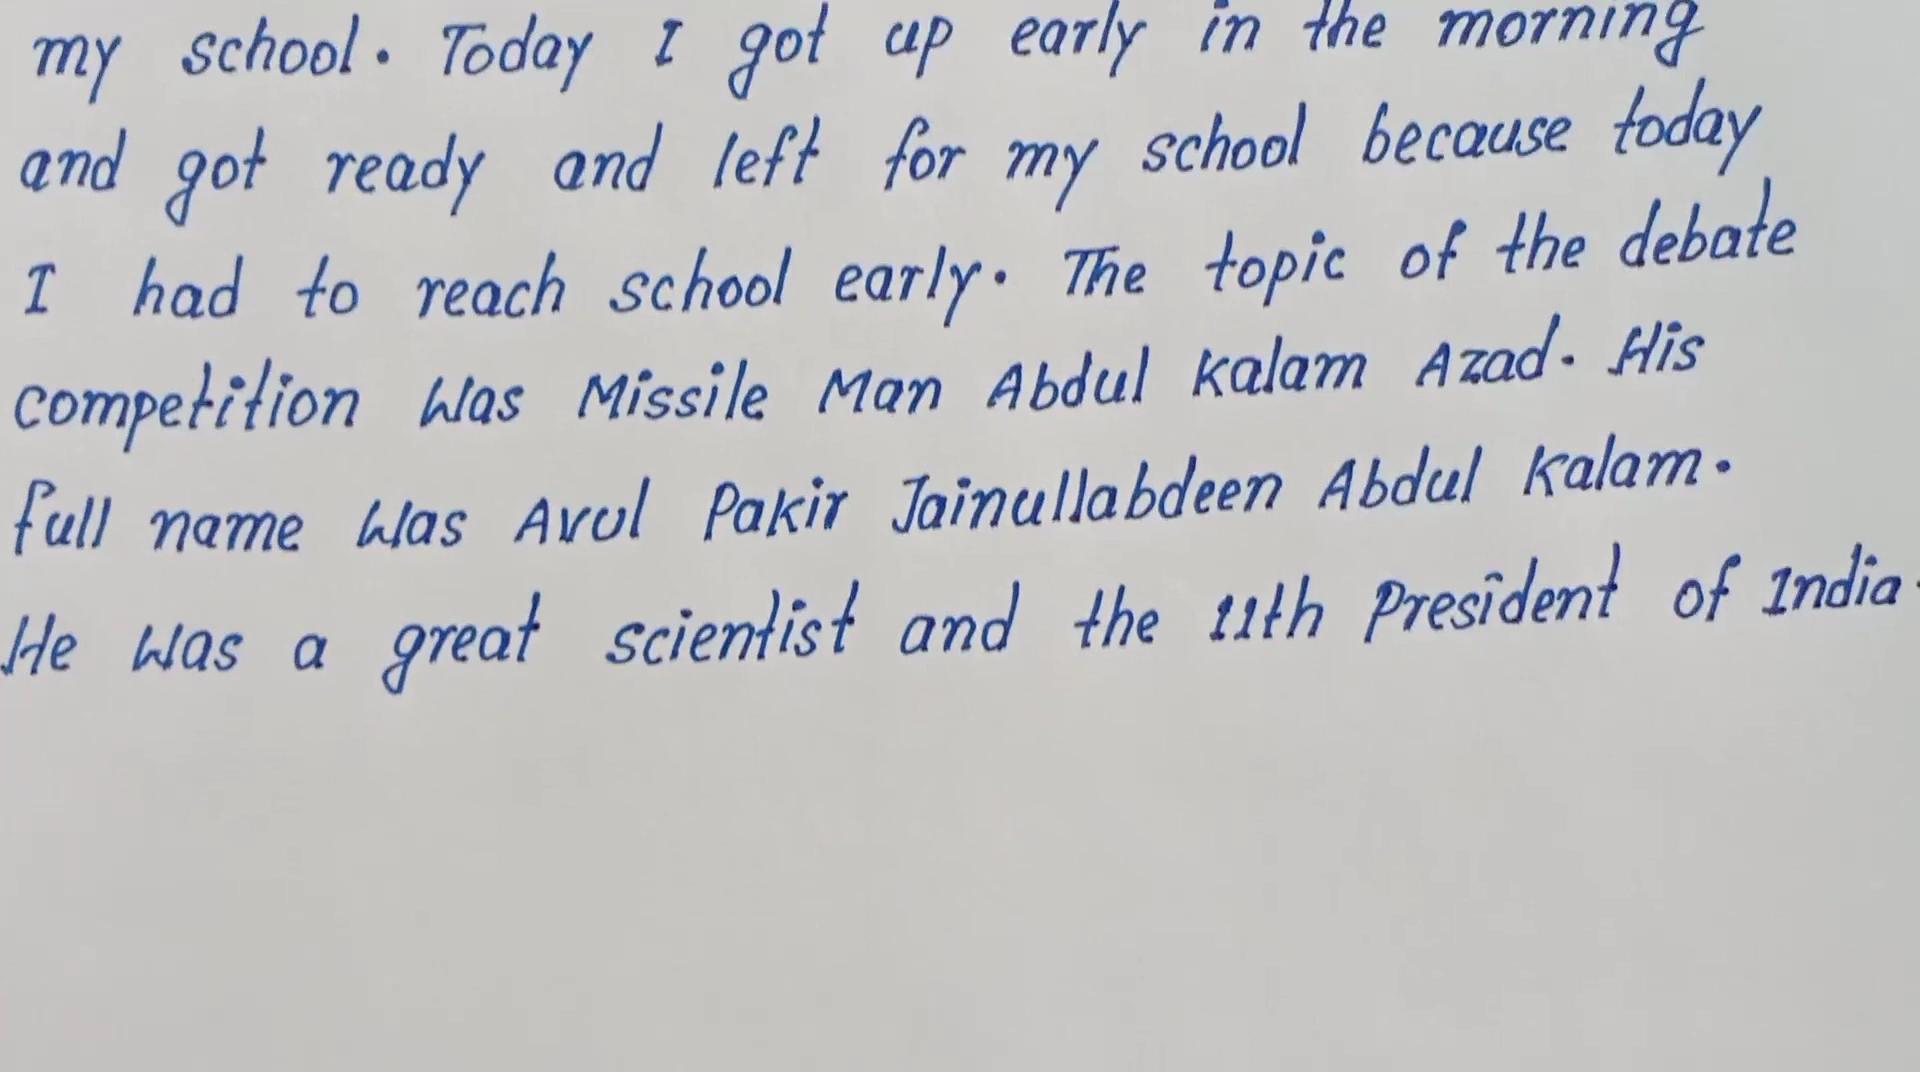 my school. Today I got up early in the morning
and got ready and left for my school because today
I had to reach school early. The topic of the debate
competition was Missile Man Abdul Kalam Azad. His
full name was Avul Pakir Jainullabdeen Abdul Kalam.
He was a great scientist and the 11th President of India.